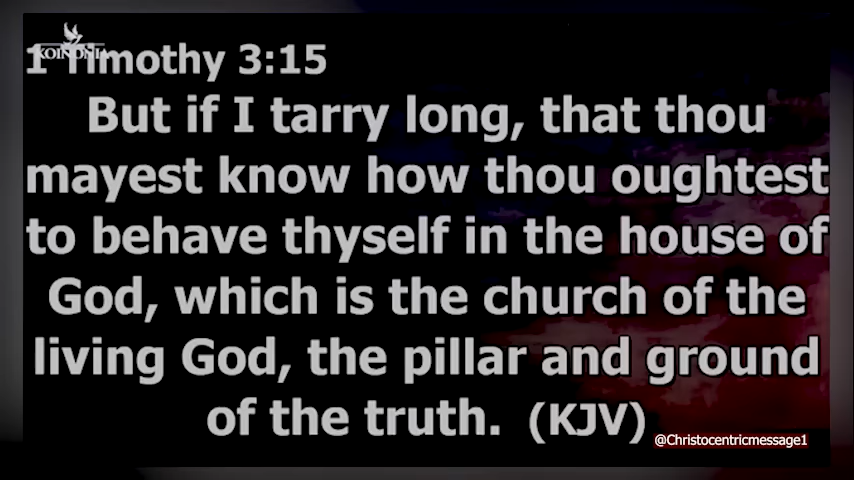 KOINONIA
1 Timothy 3:15
But if I tarry long, that thou
mayest know how thou oughtest
to behave thyself in the house of
God, which is the church of the
living God, the pillar and ground
of the truth. (KJV)
@Christocentricmessage1